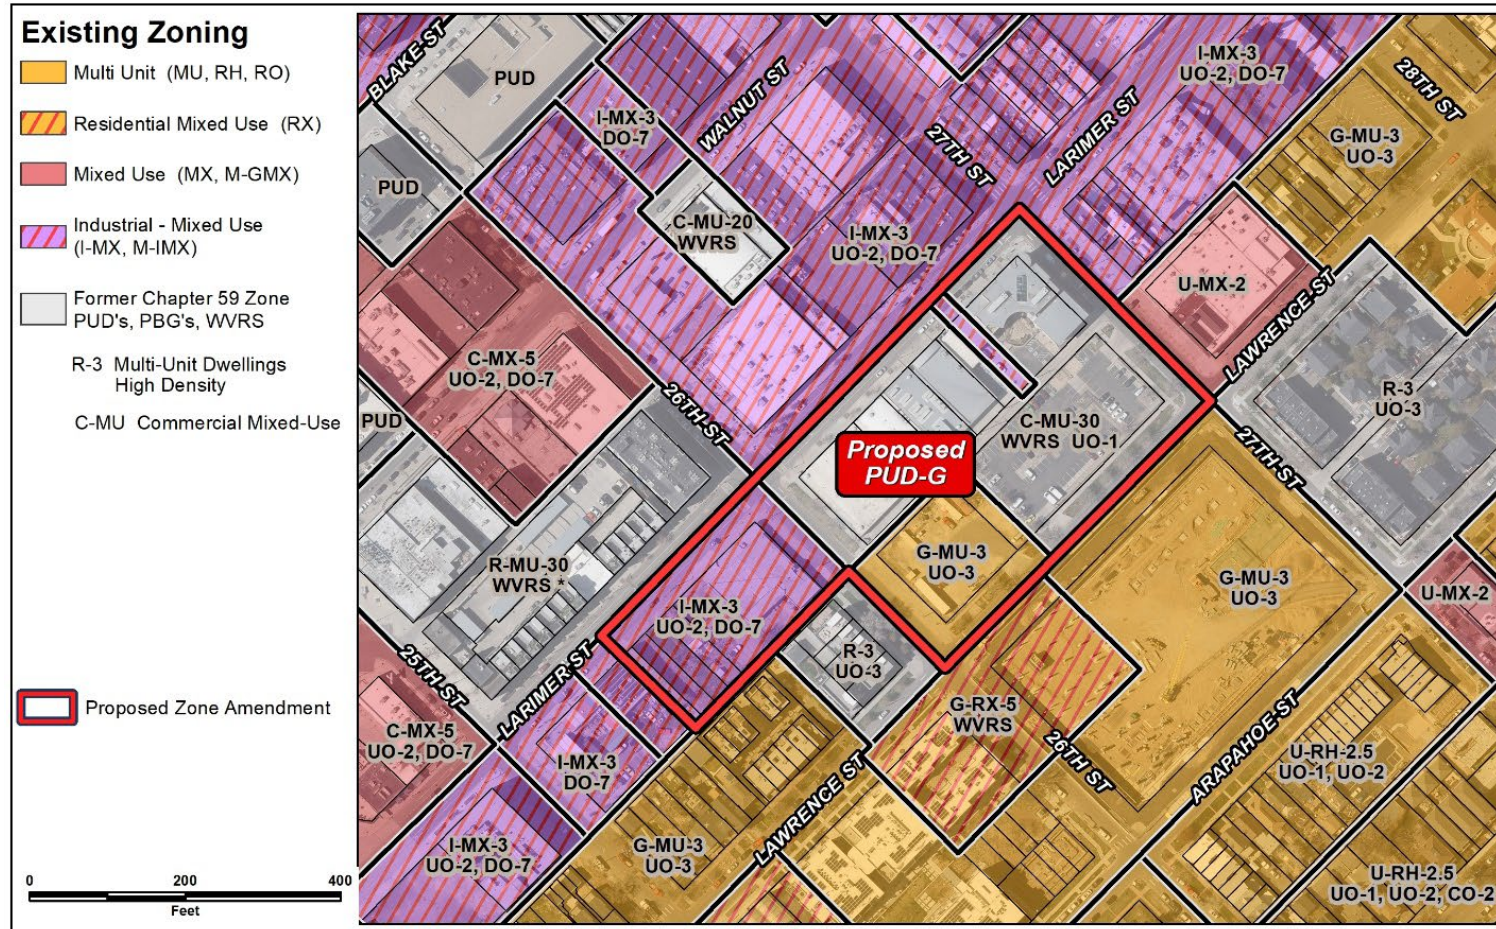 Existing Zoning
Multi Unit (MU, RH, RO)
Residential Mixed Use (RX)
Mixed Use (MX, M-GMX)
Industrial - Mixed Use
(I-MX, M-IMX)
Former Chapter 59 Zone
PUD's, PBG's, WVRS
R-3 Multi-Unit Dwellings
High Density
C-MU Commercial Mixed-Use
Proposed Zone Amendment
0 200 400
Feet
BLAKE ST
PUD
I-MX-3
DO-7
WALNUT ST
27TH ST
LARIMER ST
I-MX-3
UO-2, DO-7
28TH ST
G-MU-3
UO-3
PUD
C-MU-20
WVRS
I-MX-3
UO-2, DO-7
U-MX-2
LAWRENCE ST
C-MX-5
UO-2, DO-7
26TH ST
PUD
C-MU-30
WVRS UO-1
R-3
UO-3
Proposed
PUD-G
27TH ST
R-MU-30
WVRS *
I-MX-3
UO-2, DO-7
G-MU-3
UO-3
G-MU-3
UO-3
U-MX-2
R-3
UO-3
25TH ST
LARIMER ST
G-RX-5
WVRS
26TH ST
ARAPAHOE ST
C-MX-5
UO-2, DO-7
I-MX-3
DO-7
U-RH-2.5
UO-1, UO-2
LAWRENCE ST
I-MX-3
UO-2, DO-7
G-MU-3
UO-3
U-RH-2.5
UO-1, UO-2, CO-2